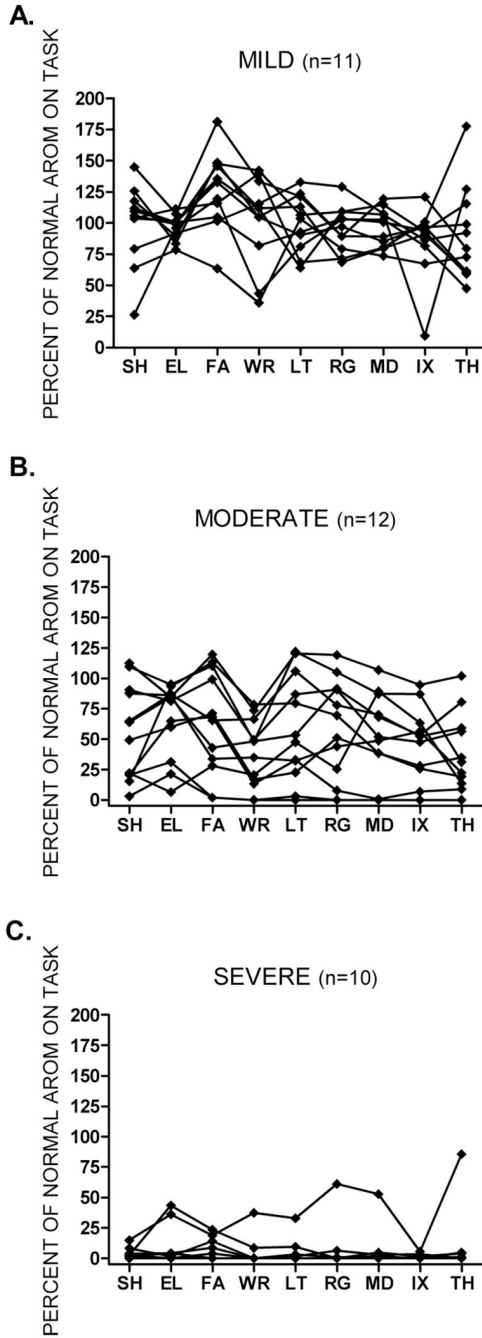 A.
MILD (n=11)
PERCENT OF NORMAL AROM ON TASK
200
175
150
125
100
75
50
25
0
SH EL FA WR LT RG MD IX TH
B.
MODERATE (n=12)
PERCENT OF NORMAL AROM ON TASK
200
175
150
125
100
75
50
25
0
SH EL FA WR LT RG MD IX TH
C.
SEVERE (n=10)
PERCENT OF NORMAL AROM ON TASK
200
175
150
125
100
75
50
25
0
SH EL FA WR LT RG MD IX TH